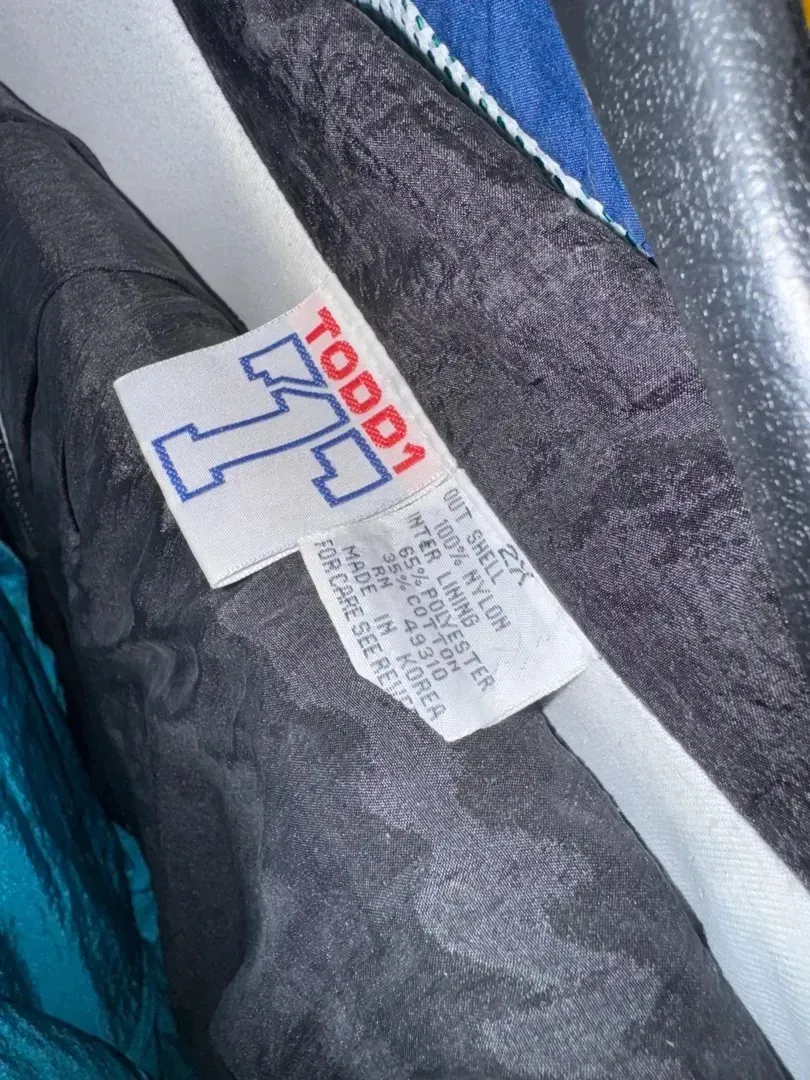 TODD1
T1
2X
OUT SHELL
100% NYLON
INTER LINING
65% POLYESTER
35% COTTON
RN 49310
MADE IN KOREA
FOR CARE SEE